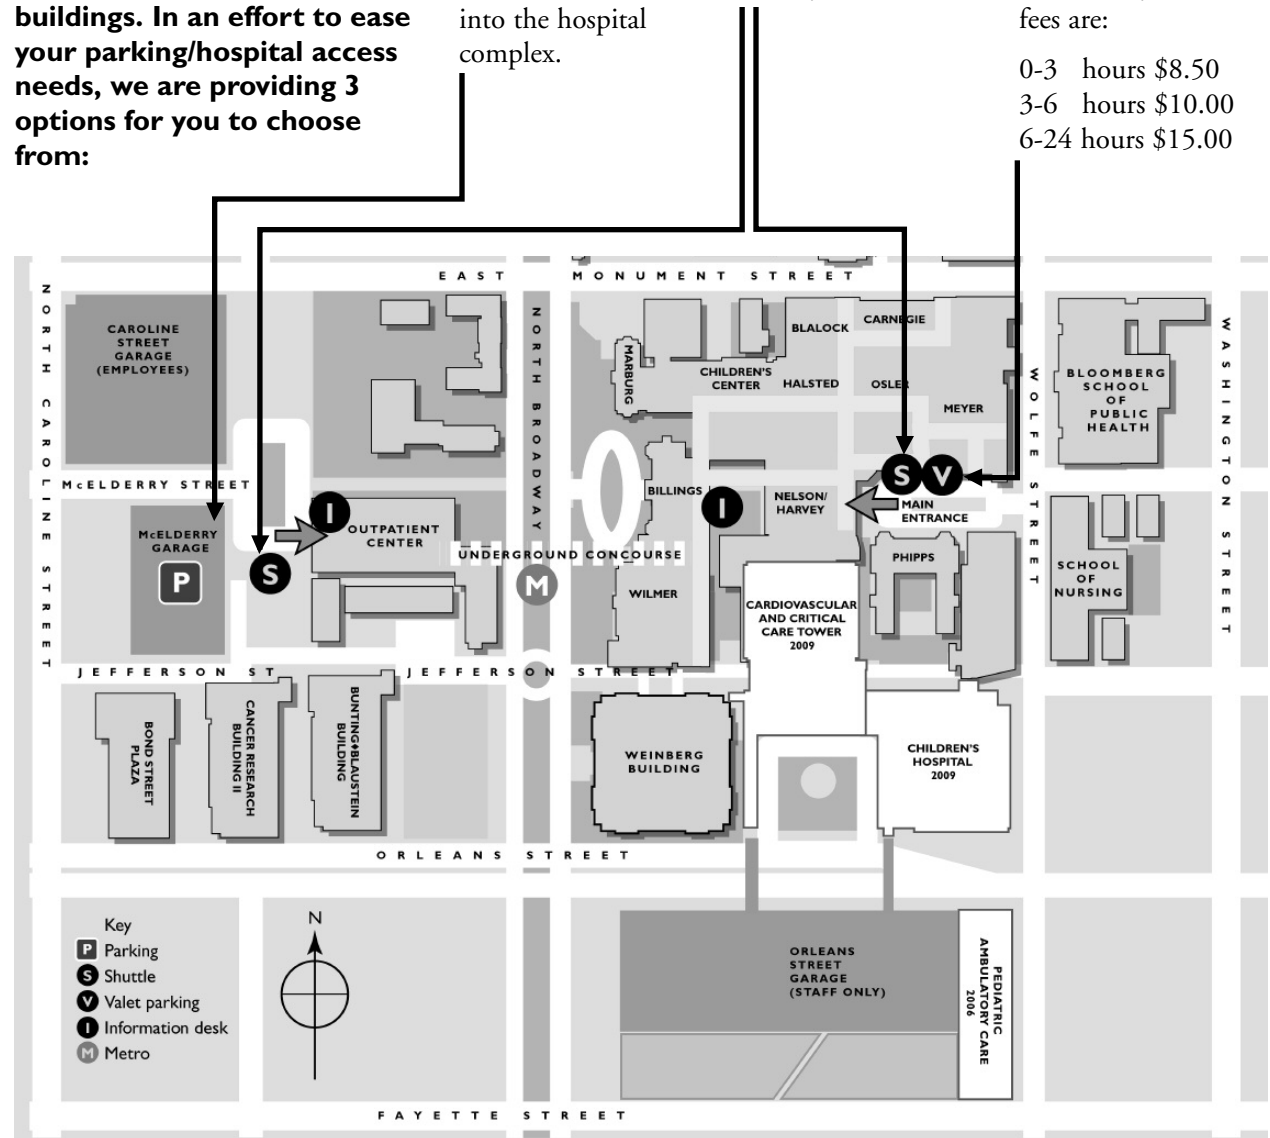 buildings. In an effort to ease
your parking/hospital access
needs, we are providing 3
options for you to choose
from:
into the hospital
complex.
fees are:
0-3 hours $8.50
3-6 hours $10.00
6-24 hours $15.00
EAST MONUMENT STREET
NORTH CAROLINE STREET
CAROLINE
STREET
GARAGE
(EMPLOYEES)
NORTH BROADWAY
MARBURG
CHILDREN'S
CENTER
BLALOCK
CARNEGIE
HALSTED
OSLER
MEYER
WOLFE STREET
BLOOMBERG
SCHOOL
OF
PUBLIC
HEALTH
WASHINGTON STREET
McELDERRY STREET
McELDERRY
GARAGE
P
S
I
OUTPATIENT
CENTER
UNDERGROUND CONCOURSE
M
BILLINGS
I
NELSON/
HARVEY
S
V
MAIN
ENTRANCE
WILMER
PHIPPS
SCHOOL
OF
NURSING
CARDIOVASCULAR
AND CRITICAL
CARE TOWER
2009
JEFFERSON ST
JEFFERSON STREET
BOND STREET
PLAZA
CANCER RESEARCH
BUILDING II
BUNTING♦BLAUSTEIN
BUILDING
WEINBERG
BUILDING
CHILDREN'S
HOSPITAL
2009
ORLEANS STREET
Key
P Parking
S Shuttle
V Valet parking
I Information desk
M Metro
N
ORLEANS
STREET
GARAGE
(STAFF ONLY)
PEDIATRIC
AMBULATORY CARE
2006
FAYETTE STREET